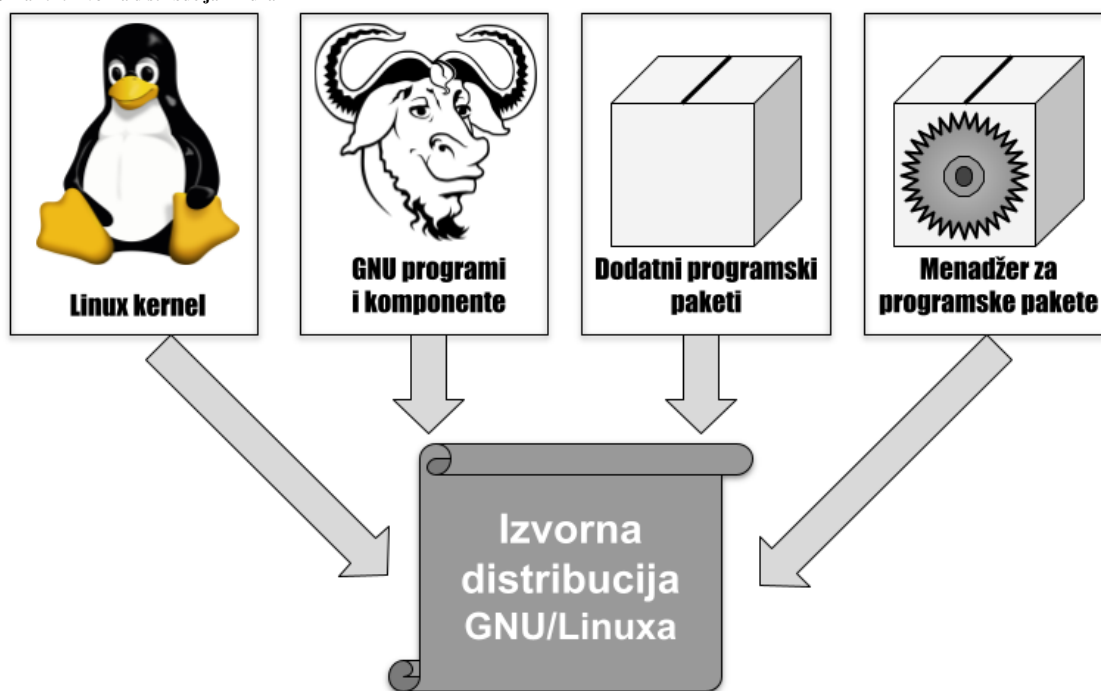 Linux kernel
GNU programi
i komponente
Dodatni programski
paketi
Menadžer za
programske pakete
Izvorna
distribucija
GNU/Linuxa